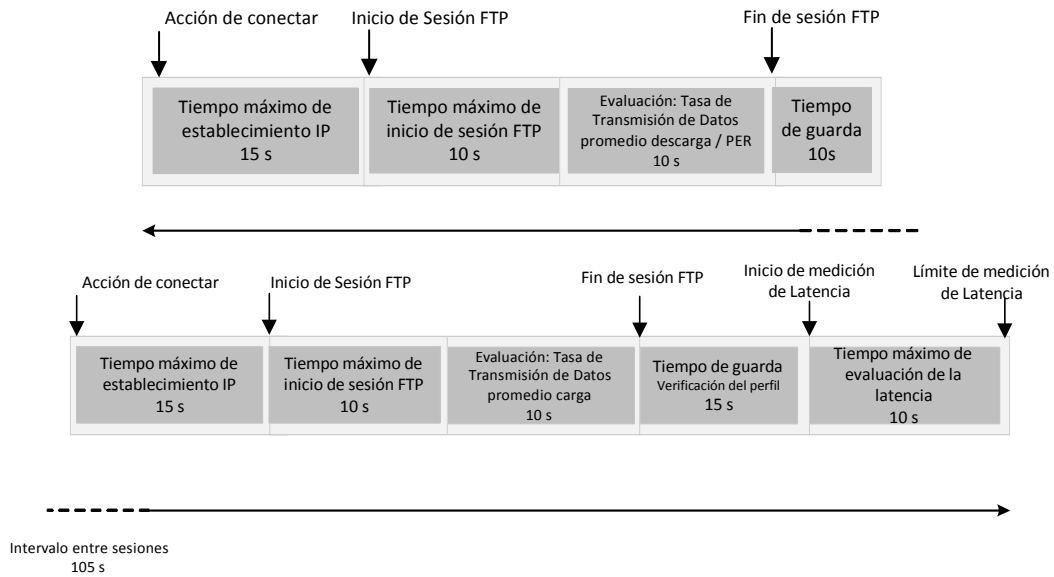 Acción de conectar
Inicio de Sesión FTP
Fin de sesión FTP
Tiempo máximo de
establecimiento IP
15 s
Tiempo máximo de
inicio de sesión FTP
10 s
Evaluación: Tasa de
Transmisión de Datos
promedio descarga / PER
10 s
Tiempo
de guarda
10s
Acción de conectar
Inicio de Sesión FTP
Fin de sesión FTP
Inicio de medición
de Latencia
Límite de medición
de Latencia
Tiempo máximo de
establecimiento IP
15 s
Tiempo máximo de
inicio de sesión FTP
10 s
Evaluación: Tasa de
Transmisión de Datos
promedio carga
10 s
Tiempo de guarda
Verificación del perfil
15 s
Tiempo máximo de
evaluación de la
latencia
10 s
Intervalo entre sesiones
105 s